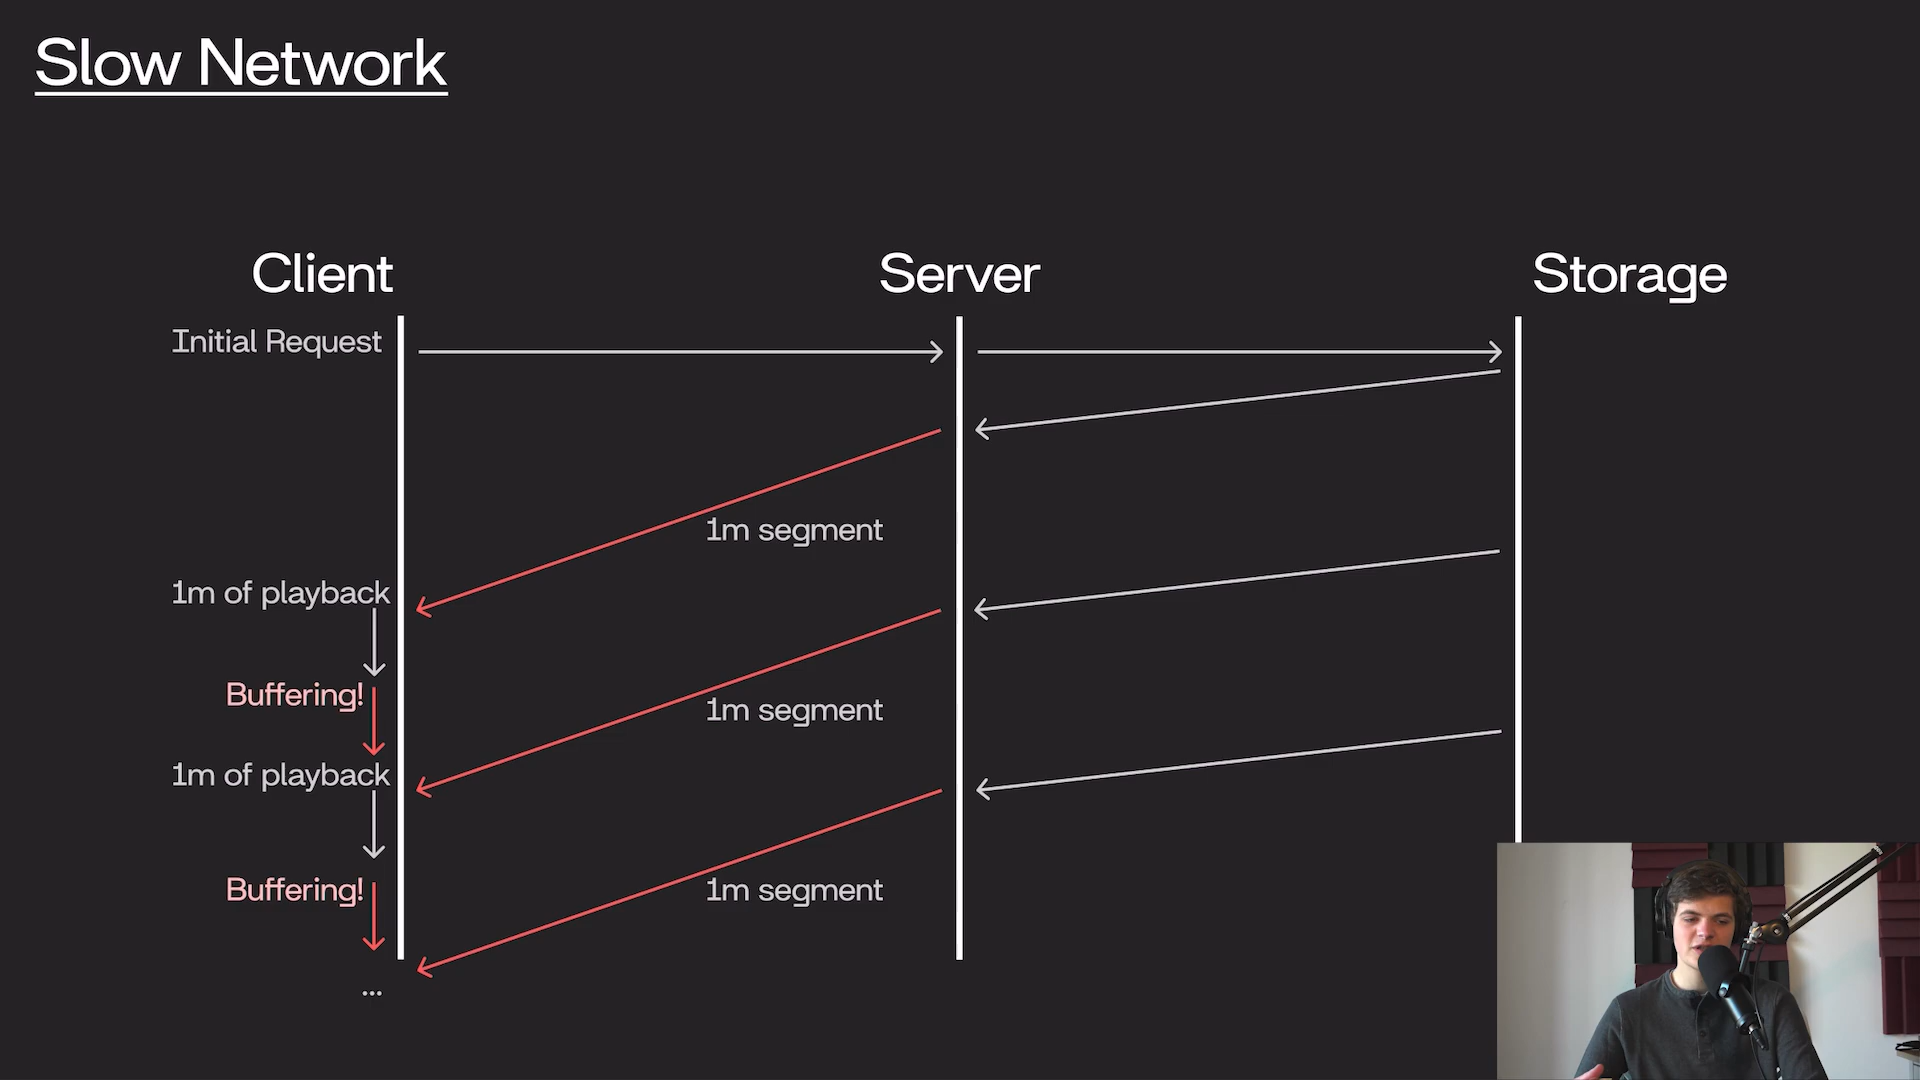 Slow Network
Client
Server
Storage
Initial Request
1m segment
1m of playback
Buffering!
1m segment
1m of playback
Buffering!
1m segment
...